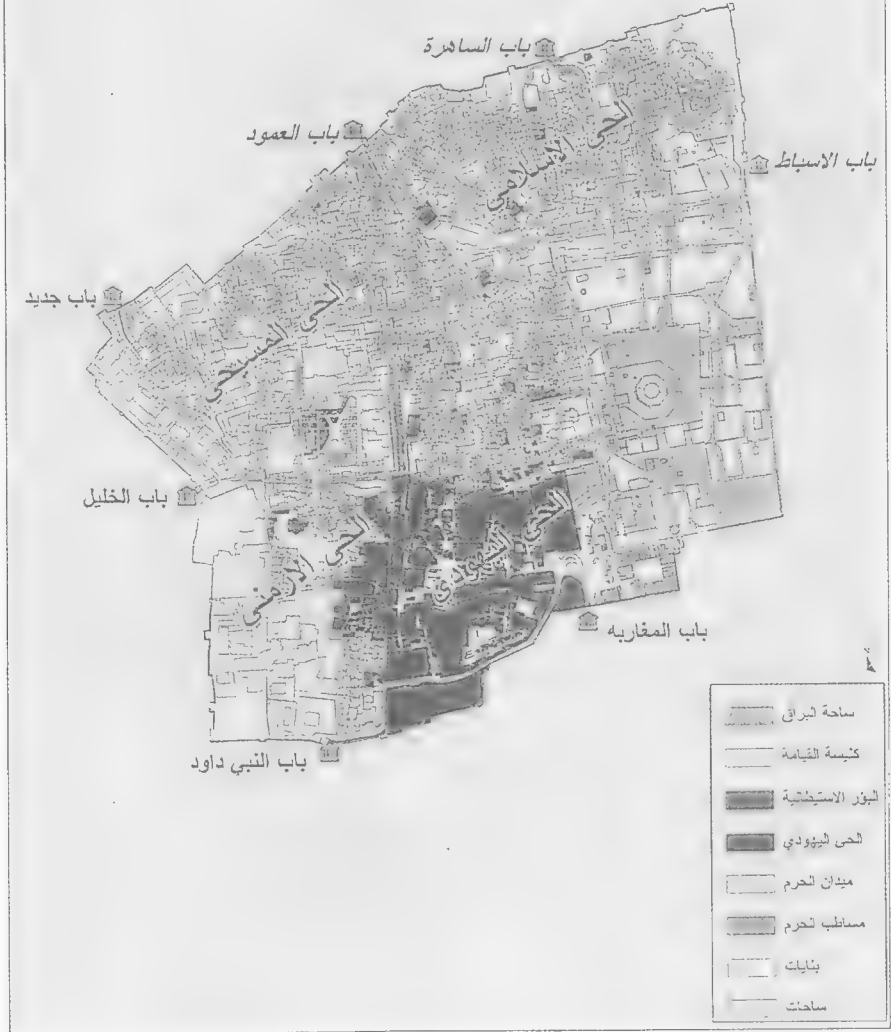 باب الساهرة
باب العمود
باب الاسباط
الحي الاسلامي
باب جديد
الحي المسيحي
باب الخليل
الحي اليهودي
الحي الارمني
باب المغاربه
باب النبي داود
ساحة البراق
كنيسة القيامة
البؤر الاستيطانية
الحي اليهودي
ميدان الحرم
مساطب الحرم
بنايات
ساحات